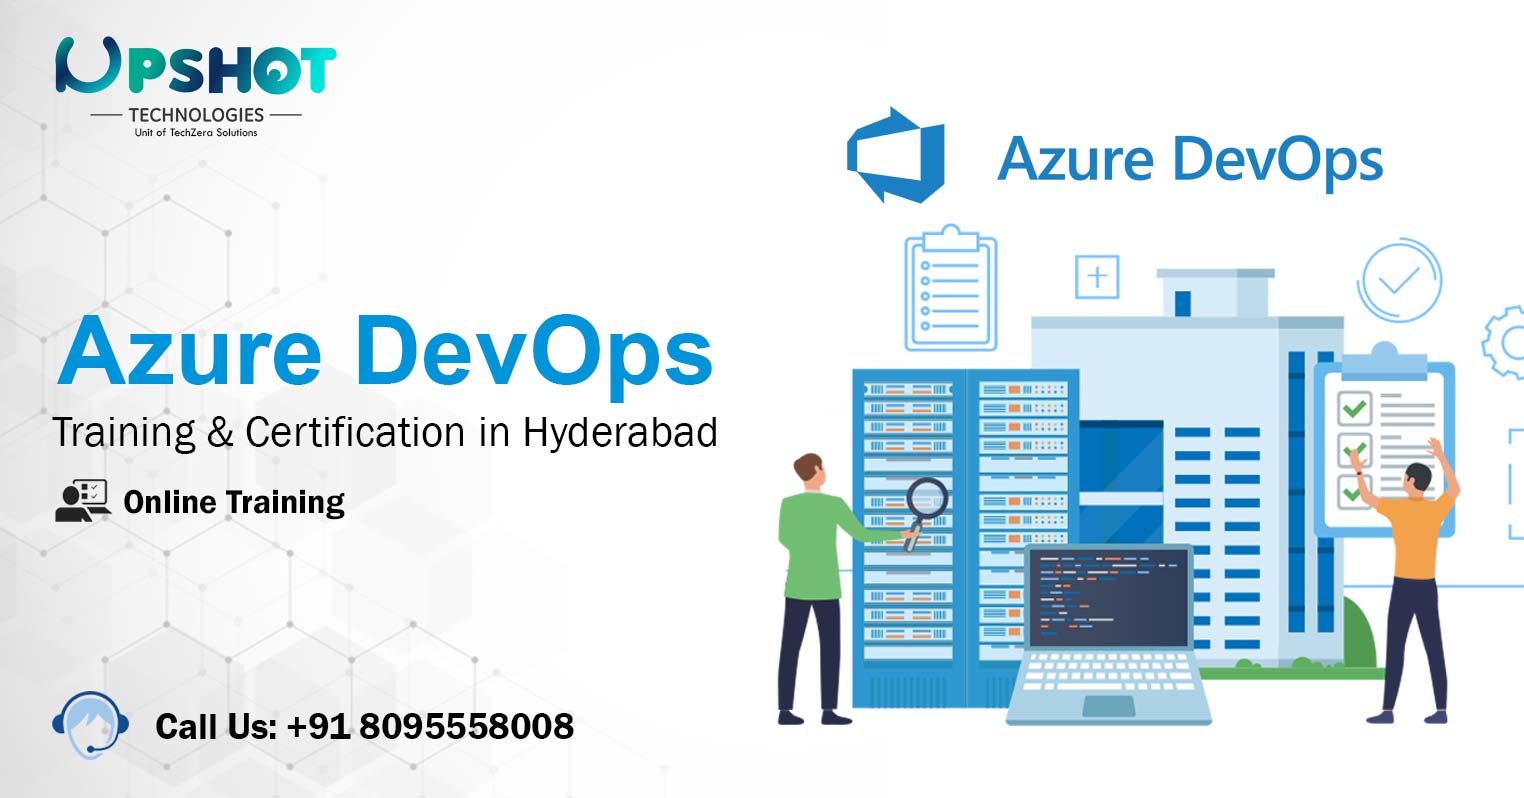 UPSHOT
TECHNOLOGIES
Unit of TechZera Solutions
Azure DevOps
Azure DevOps
Training & Certification in Hyderabad
Online Training
Call Us: +91 8095558008